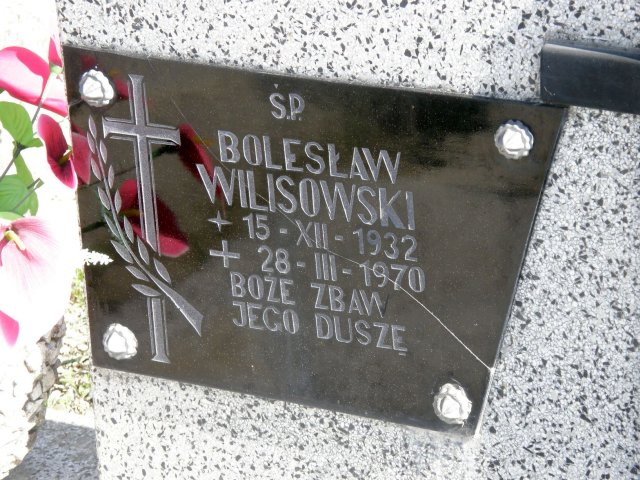 Ś.P.
BOLESŁAW
WILISOWSKI
+ 15 - XII - 1932
+ 28 - III - 1970
BOŻE ZBAW
JEGO DUSZĘ